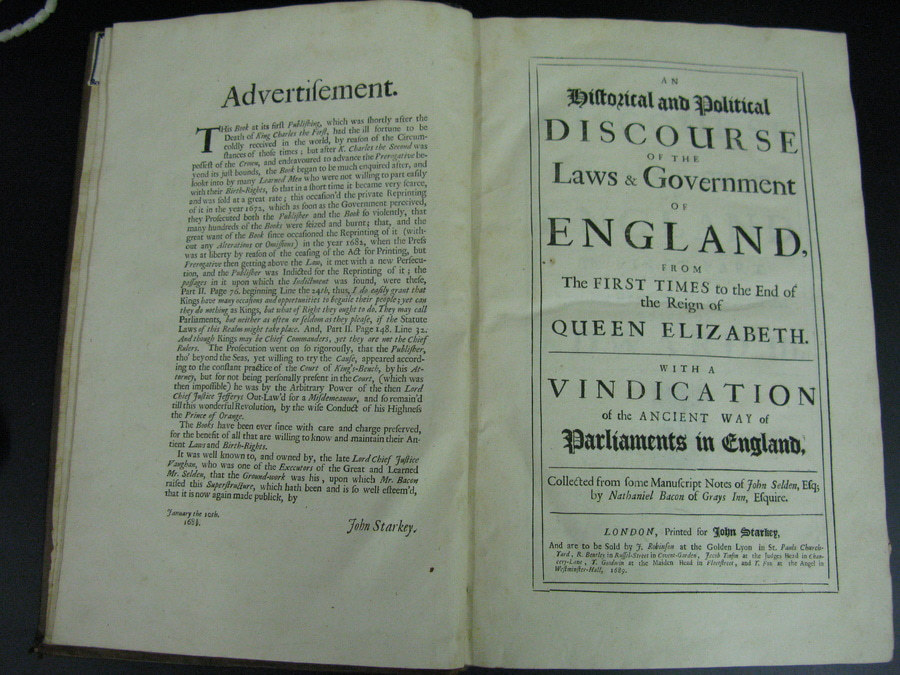 Advertiſement.
THis Book at its firſt Publiſhing, which was ſhortly after the
Death of King Charles the Firſt, had the ill fortune to be
coldly received in the world, by reaſon of the Circum-
ſtances of thoſe times; but after K. Charles the Second was
poſſeſt of the Crown, and endeavoured to advance the Prerogative be-
yond its juſt bounds, the Book began to be much enquired after, and
lookt into by many Learned Men who were not willing to part eaſily
with their Birth-Rights, ſo that in a ſhort time it became very ſcarce,
and was ſold at a great rate; this occaſion'd the private Reprinting
of it in the year 1672, which as ſoon as the Government perceived,
they Proſecuted both the Publiſher and the Book ſo violently, that
many hundreds of the Books were ſeized and burnt; that, and the
great want of the Book ſince occaſioned the Reprinting of it (with-
out any Alterations or Omiſſions) in the year 1682, when the Preſs
was at liberty by reaſon of the ceaſing of the Act for Printing, but
Prerogative then getting above the Law, it met with a new Perſecu-
tion, and the Publiſher was Indicted for the Reprinting of it; the
paſſages in it upon which the Indictment was found, were theſe,
Part II. Page 76. beginning Line the 24th, thus, I do eaſily grant that
Kings have many occaſions and opportunities to beguile their people; yet can
they do nothing as Kings, but what of Right they ought to do. They may call
Parliaments, but neither as often or ſeldom as they pleaſe, if the Statute
Laws of this Realm might take place. And, Part II. Page 148. Line 32.
And though Kings may be Chief Commanders, yet they are not the Chief
Rulers. The Proſecution went on ſo rigorouſly, that the Publiſher,
tho' beyond the Seas, yet willing to try the Cauſe, appeared accord-
ing to the conſtant practice of the Court of King's-Bench, by his At-
torney, but for not being perſonally preſent in the Court, (which was
then impoſſible) he was by the Arbitrary Power of the then Lord
Chief Juſtice Jefferys Out-Law'd for a Miſdemeanour, and ſo remain'd
till this wonderful Revolution, by the wiſe Conduct of his Highneſs
the Prince of Orange.
The Books have been ever ſince with care and charge preſerved,
for the benefit of all that are willing to know and maintain their An-
tient Laws and Birth-Rights.
It was well known to, and owned by, the late Lord Chief Juſtice
Vaughan, who was one of the Executors of the Great and Learned
Mr. Selden, that the Ground-work was his, upon which Mr. Bacon
raiſed this Superſtructure, which hath been and is ſo well eſteem'd,
that it is now again made publick, by
January the 10th.
John Starkey.
AN
Hiſtorical and Political
DISCOURSE
OF THE
Laws & Government
OF
ENGLAND,
FROM
The FIRST TIMES to the End of
the Reign of
QUEEN ELIZABETH.
WITH A
VINDICATION
of the ANCIENT WAY of
Parliaments in England,
Collected from ſome Manuſcript Notes of John Selden, Eſq;
by Nathaniel Bacon of Grays Inn, Eſquire.
LONDON, Printed for John Starkey,
And are to be Sold by J. Robinſon at the Golden Lyon in St. Pauls Church-
Yard, R. Bentley in Ruſſel-Street in Covent-Garden, Jacob Tonſon at the Judges Head in Chan-
cery-Lane, T. Goodwin at the Maiden Head in Fleetſtreet, and T. Fox at the Angel in
Weſtminſter-Hall, 1689.